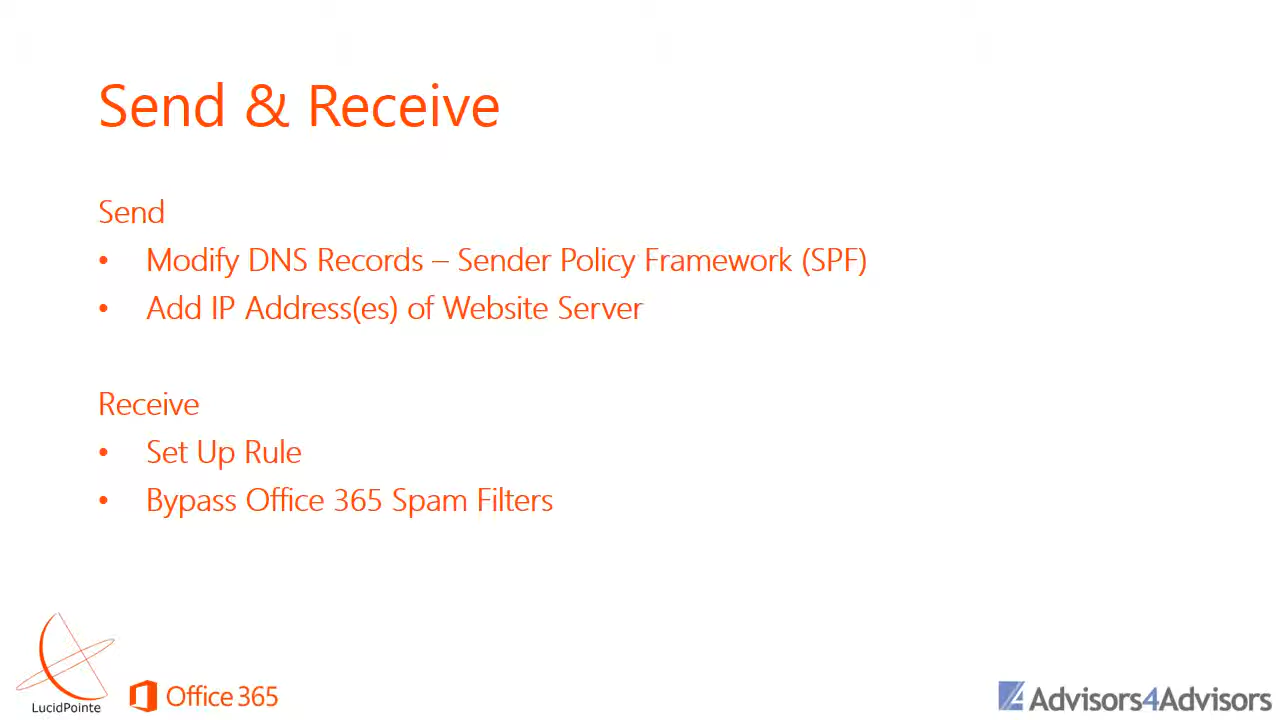 Send & Receive
Send
• Modify DNS Records – Sender Policy Framework (SPF)
• Add IP Address(es) of Website Server
Receive
• Set Up Rule
• Bypass Office 365 Spam Filters
LucidPointe
Office 365
Advisors4Advisors